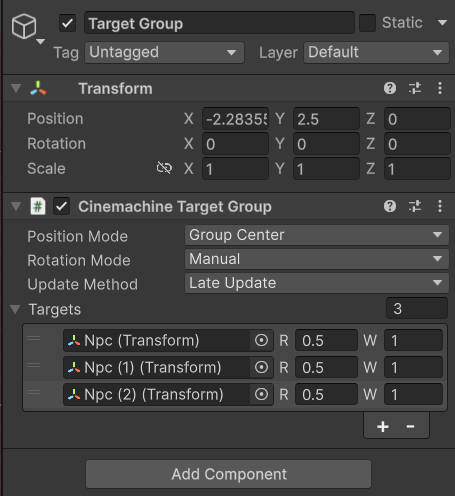 Target Group Static
Tag Untagged Layer Default
Transform
Position X -2.2835 Y 2.5 Z 0
Rotation X 0 Y 0 Z 0
Scale X 1 Y 1 Z 1
# Cinemachine Target Group
Position Mode Group Center
Rotation Mode Manual
Update Method Late Update
Targets 3
Npc (Transform) R 0.5 W 1
Npc (1) (Transform) R 0.5 W 1
Npc (2) (Transform) R 0.5 W 1
+ -
Add Component